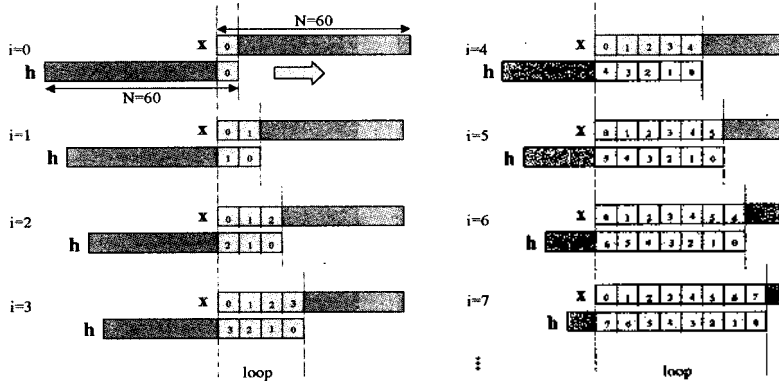 N=60
i=0
x
0
h
0
N=60
i=1
x
0 1
h
1 0
i=2
x
0 1 2
h
2 1 0
i=3
x
0 1 2 3
h
3 2 1 0
loop
i=4
x
0 1 2 3 4
h
4 3 2 1 0
i=5
x
0 1 2 3 4 5
h
5 4 3 2 1 0
i=6
x
0 1 2 3 4 5 6
h
6 5 4 3 2 1 0
i=7
x
0 1 2 3 4 5 6 7
h
7 6 5 4 3 2 1 0
loop